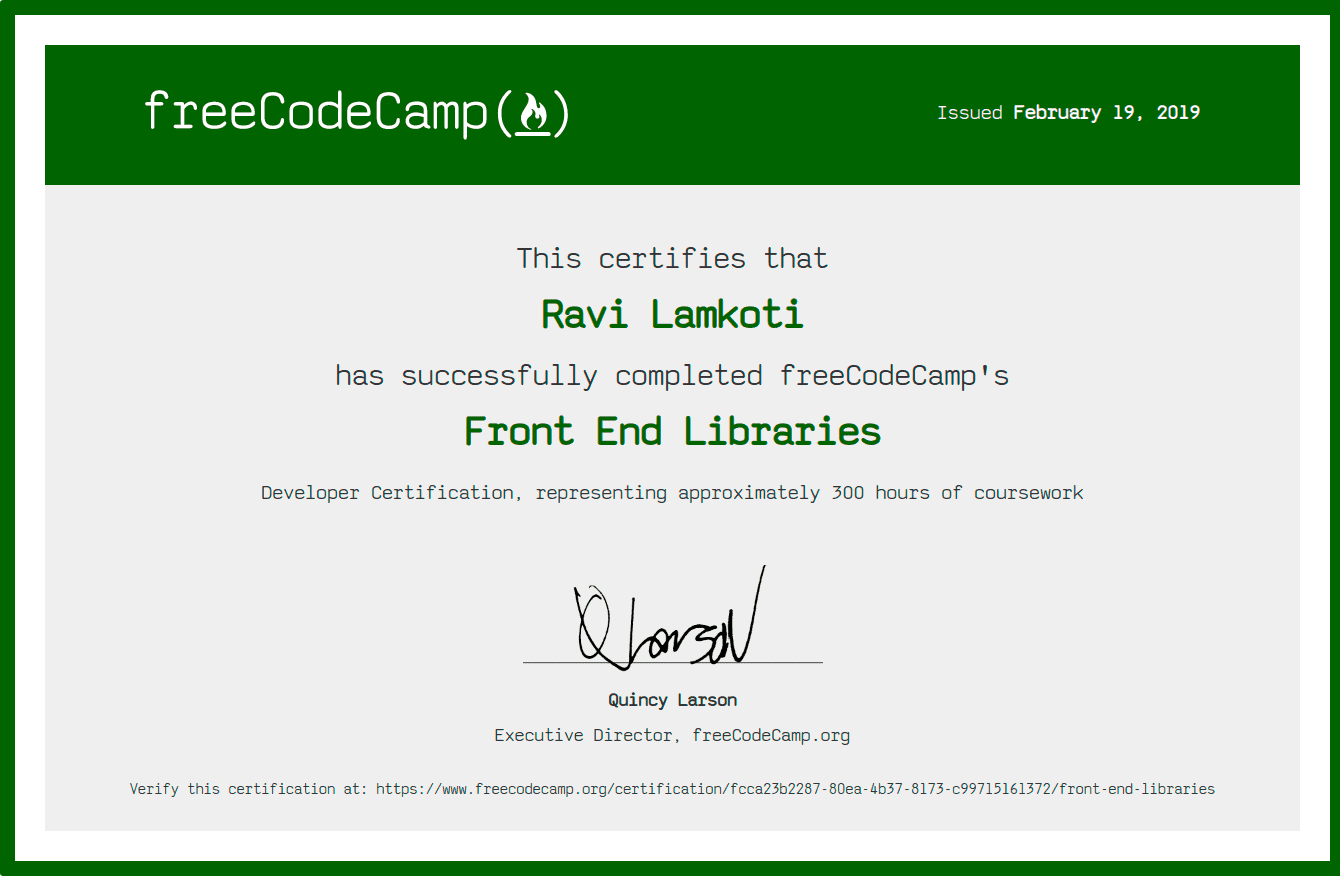 freeCodeCamp(🔥)
Issued February 19, 2019
This certifies that
Ravi Lamkoti
has successfully completed freeCodeCamp's
Front End Libraries
Developer Certification, representing approximately 300 hours of coursework
QLarson
Quincy Larson
Executive Director, freeCodeCamp.org
Verify this certification at: https://www.freecodecamp.org/certification/fcca23b2287-80ea-4b37-8173-c99715161372/front-end-libraries